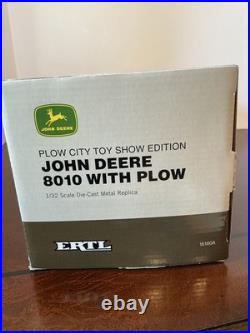 JOHN DEERE
PLOW CITY TOY SHOW EDITION
JOHN DEERE
8010 WITH PLOW
1/32 Scale Die-Cast Metal Replica
ERTL